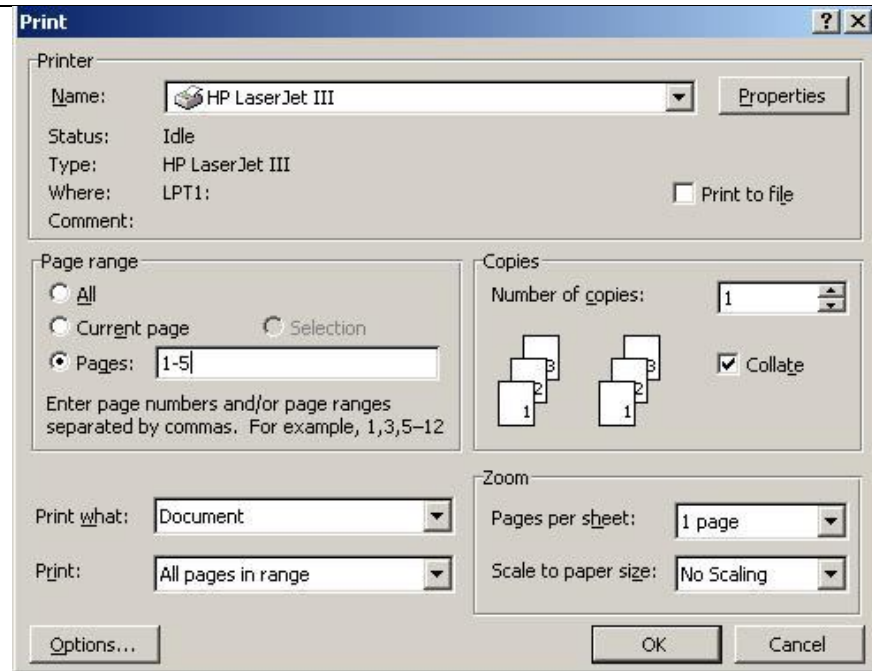 Print
Printer
Name: HP LaserJet III Properties
Status: Idle
Type: HP LaserJet III
Where: LPT1: Print to file
Comment:
Page range
All
Current page Selection
Pages: 1-5
Enter page numbers and/or page ranges
separated by commas. For example, 1,3,5–12
Copies
Number of copies: 1
1 2 3 1 2 3
Collate
Print what: Document
Print: All pages in range
Zoom
Pages per sheet: 1 page
Scale to paper size: No Scaling
Options... OK Cancel